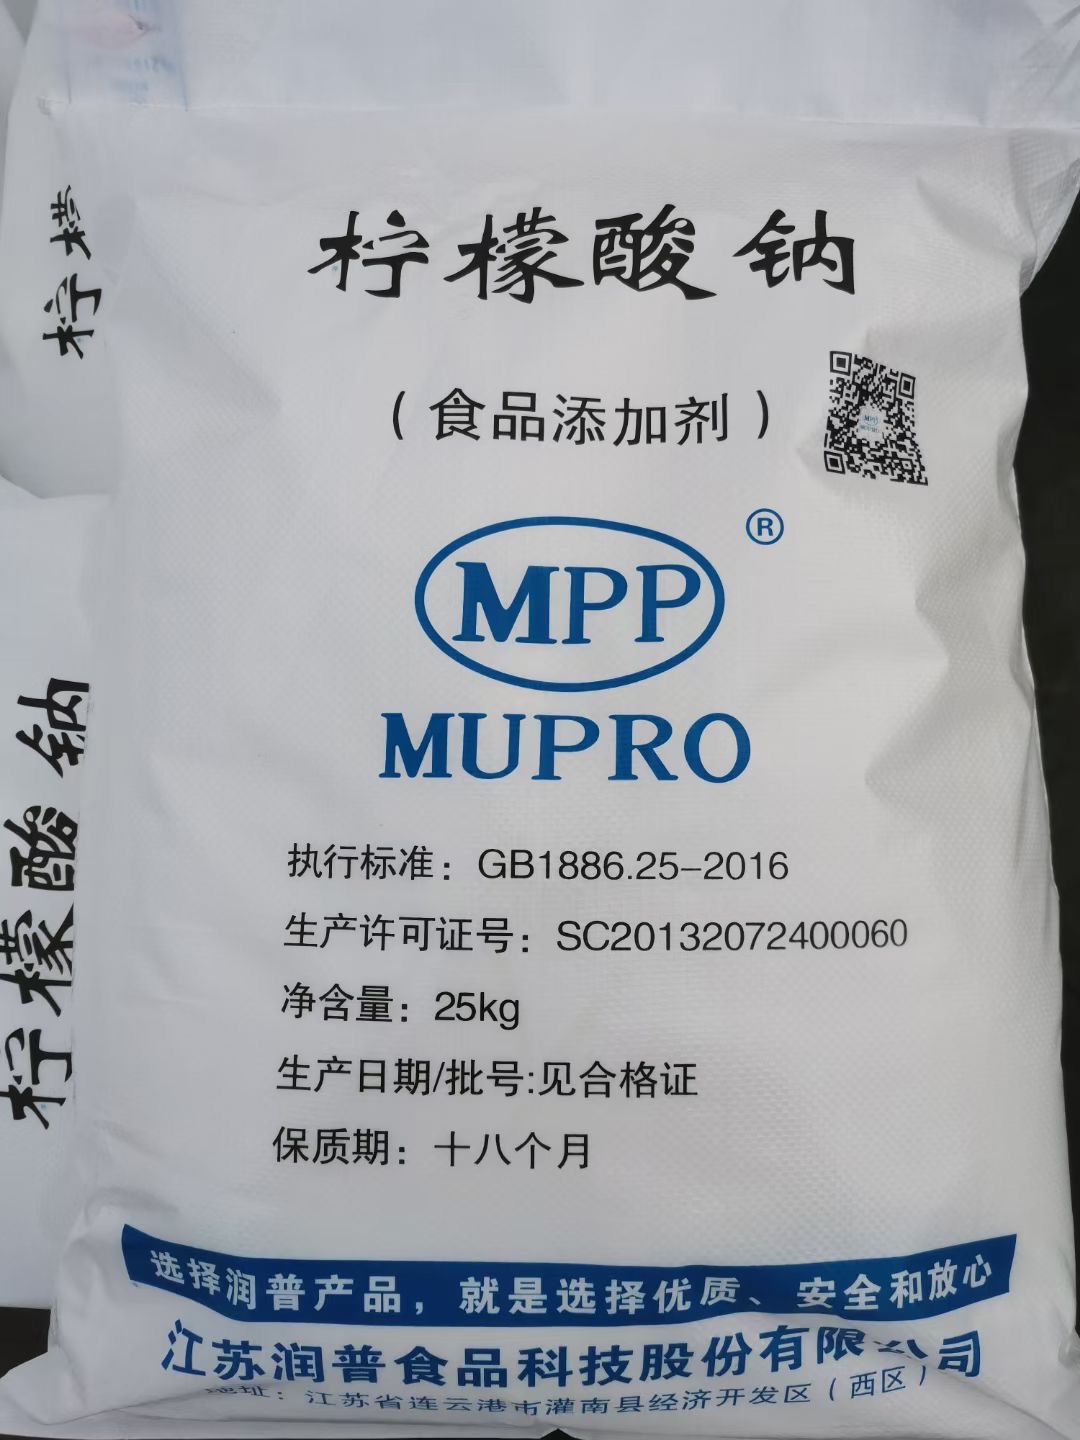 柠檬酸钠
（食品添加剂）
MPP
®
MUPRO
执行标准：GB1886.25-2016
生产许可证号：SC20132072400060
净含量：25kg
生产日期/批号:见合格证
保质期：十八个月
选择润普产品，就是选择优质、安全和放心
江苏润普食品科技股份有限公司
地址：江苏省连云港市灌南县经济开发区（西区）
柠檬
柠檬酸钠